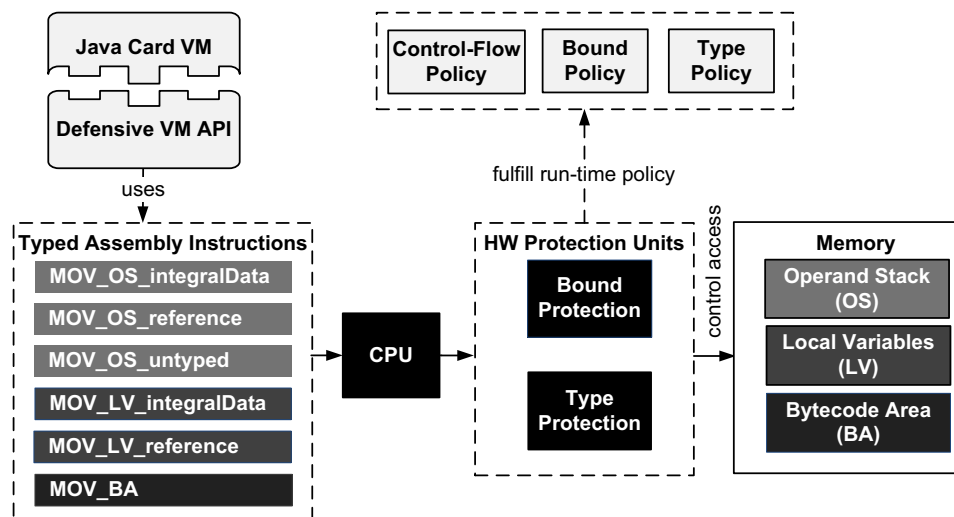 Java Card VM
Defensive VM API
uses
Control-Flow
Policy
Bound
Policy
Type
Policy
fulfill run-time policy
Typed Assembly Instructions
MOV_OS_integralData
MOV_OS_reference
MOV_OS_untyped
MOV_LV_integralData
MOV_LV_reference
MOV_BA
CPU
HW Protection Units
Bound
Protection
Type
Protection
control access
Memory
Operand Stack
(OS)
Local Variables
(LV)
Bytecode Area
(BA)